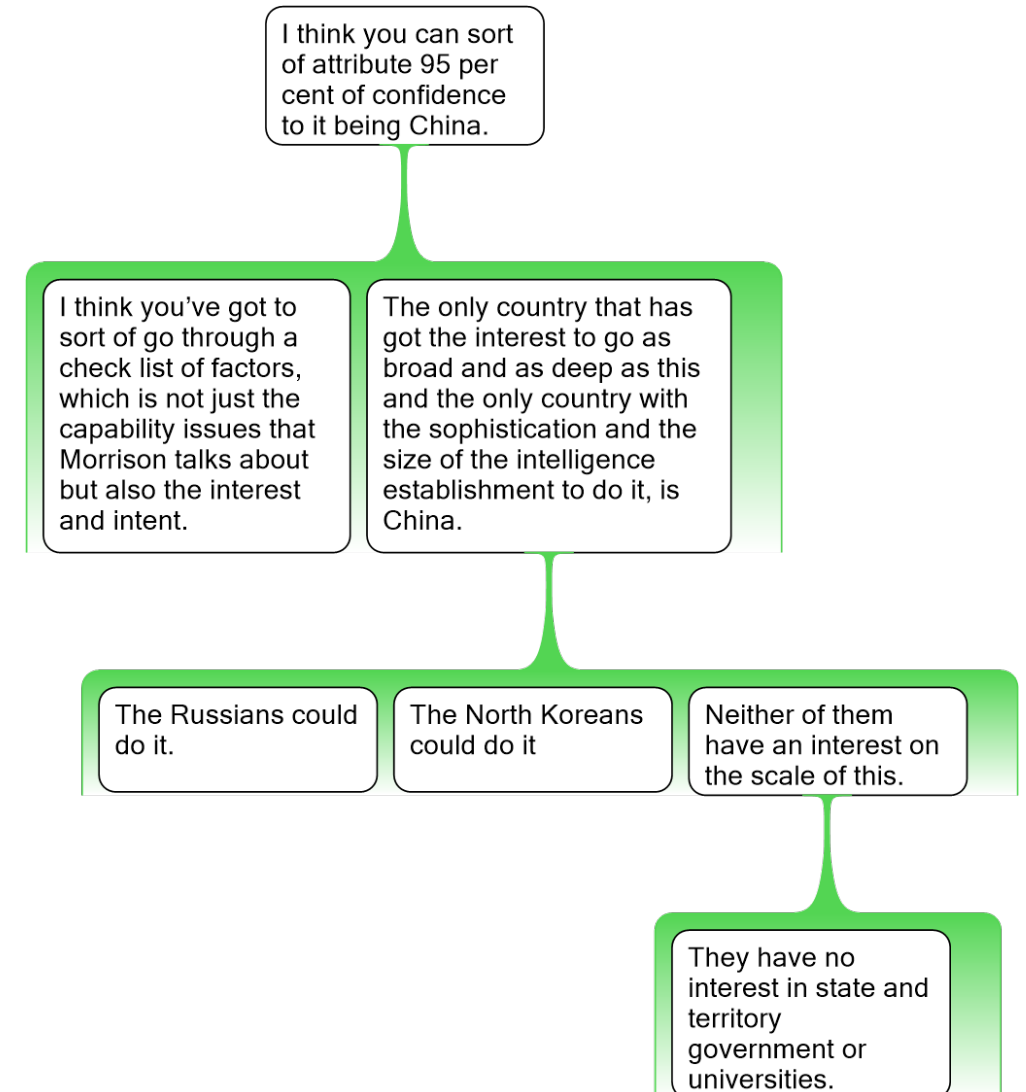 I think you can sort
of attribute 95 per
cent of confidence
to it being China.
I think you’ve got to
sort of go through a
check list of factors,
which is not just the
capability issues that
Morrison talks about
but also the interest
and intent.
The only country that has
got the interest to go as
broad and as deep as this
and the only country with
the sophistication and the
size of the intelligence
establishment to do it, is
China.
The Russians could
do it.
The North Koreans
could do it
Neither of them
have an interest on
the scale of this.
They have no
interest in state and
territory
government or
universities.